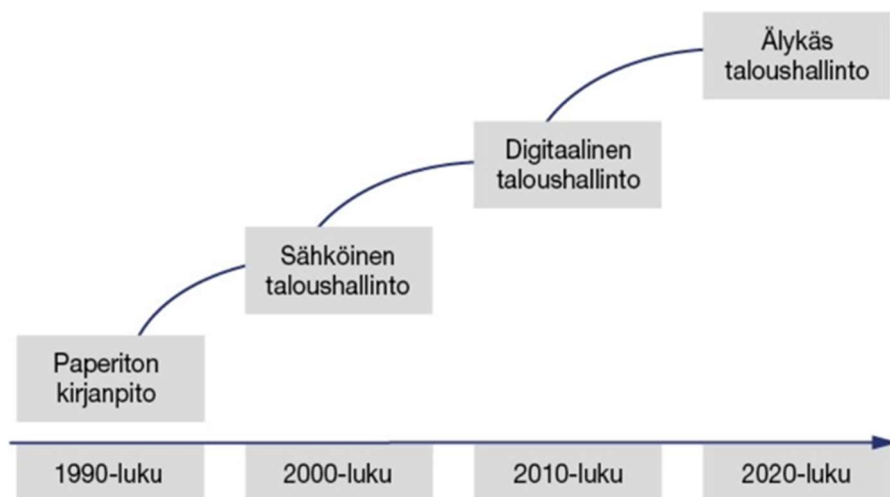 Älykäs
taloushallinto
Digitaalinen
taloushallinto
Sähköinen
taloushallinto
Paperiton
kirjanpito
1990-luku
2000-luku
2010-luku
2020-luku